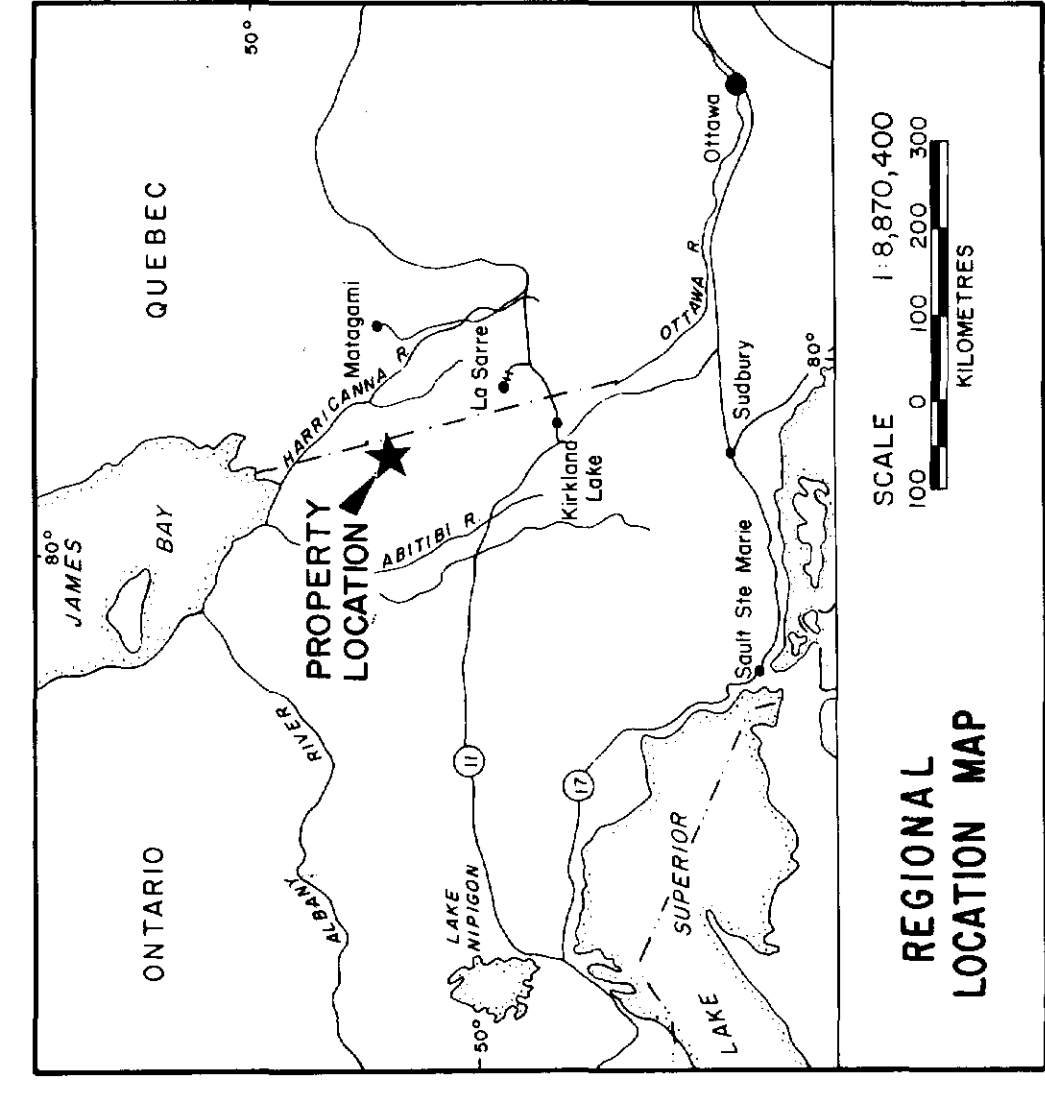 50°
QUEBEC
ONTARIO
80°
JAMES
BAY
HARRICANNA R.
Matagami
La Sarre
PROPERTY
LOCATION
ABITIBI R.
Kirkland
Lake
ALBANY RIVER
11
17
LAKE
NIPIGON
50°
OTTAWA R.
Ottawa
Sudbury
80°
Sault Ste Marie
LAKE SUPERIOR
REGIONAL
LOCATION MAP
SCALE 1:8,870,400
100 0 100 200 300
KILOMETRES